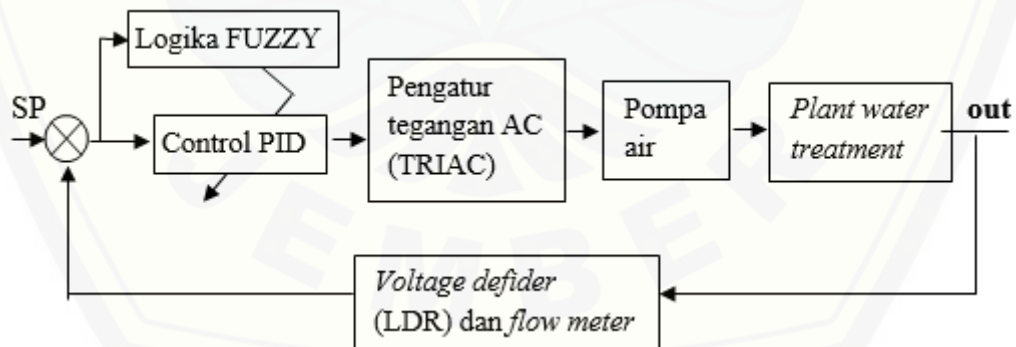 Logika FUZZY
SP
Control PID
Pengatur
tegangan AC
(TRIAC)
Pompa
air
Plant water
treatment
out
Voltage defider
(LDR) dan flow meter